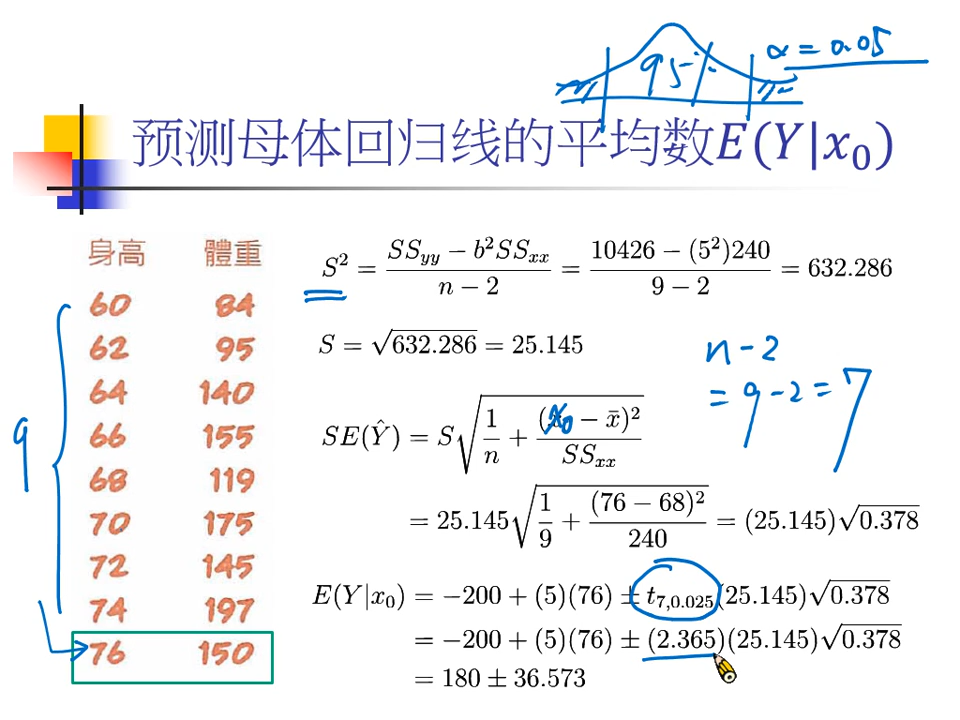 α = 0.05
95%
预测母体回归线的平均数E(Y|x₀)
身高 體重
60 84
62 95
64 140
66 155
68 119
70 175
72 145
74 197
76 150
9
S² = (SS_yy − b²SS_xx)/(n − 2) = (10426 − (5²)240)/(9 − 2) = 632.286
S = √632.286 = 25.145
n-2
= 9-2 = 7
SE(Ŷ) = S√(1/n + (x₀ − x̄)²/SS_xx)
= 25.145√(1/9 + (76 − 68)²/240) = (25.145)√0.378
E(Y|x₀) = −200 + (5)(76) ± t₇,₀.₀₂₅(25.145)√0.378
= −200 + (5)(76) ± (2.365)(25.145)√0.378
= 180 ± 36.573